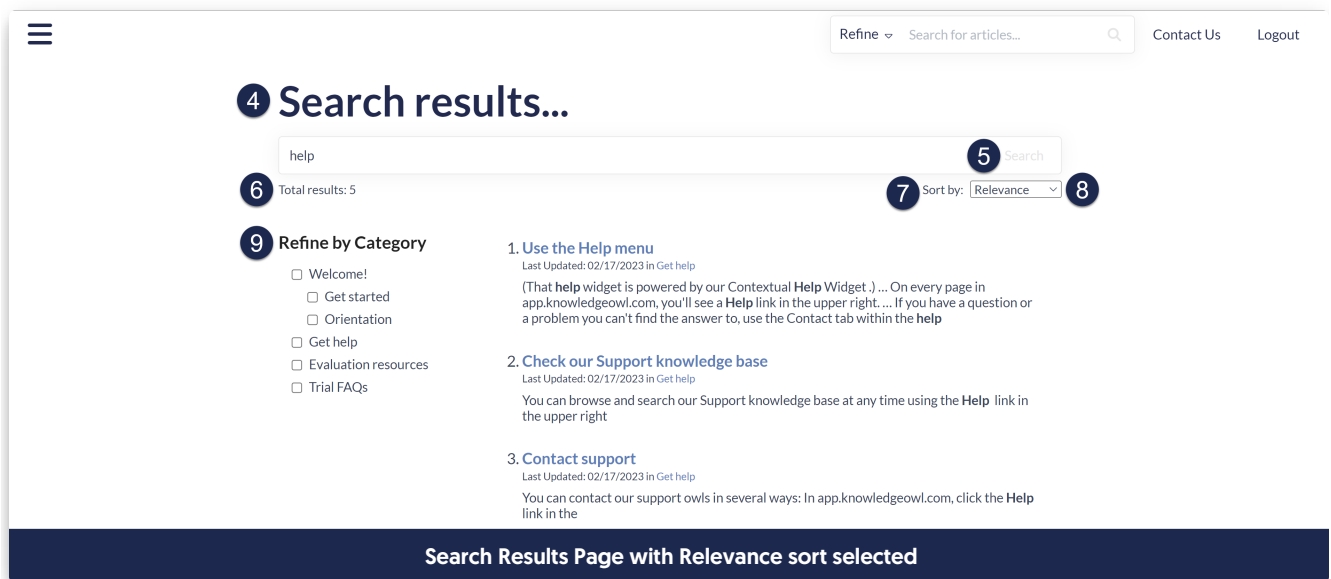 Refine Search for articles... Contact Us Logout
4 Search results...
help 5 Search
6 Total results: 5 7 Sort by: Relevance 8
9 Refine by Category
Welcome!
Get started
Orientation
Get help
Evaluation resources
Trial FAQs
1. Use the Help menu
Last Updated: 02/17/2023 in Get help
(That help widget is powered by our Contextual Help Widget .) ... On every page in
app.knowledgeowl.com, you'll see a Help link in the upper right. ... If you have a question or
a problem you can't find the answer to, use the Contact tab within the help
2. Check our Support knowledge base
Last Updated: 02/17/2023 in Get help
You can browse and search our Support knowledge base at any time using the Help link in
the upper right
3. Contact support
Last Updated: 02/17/2023 in Get help
You can contact our support owls in several ways: In app.knowledgeowl.com, click the Help
link in the
Search Results Page with Relevance sort selected